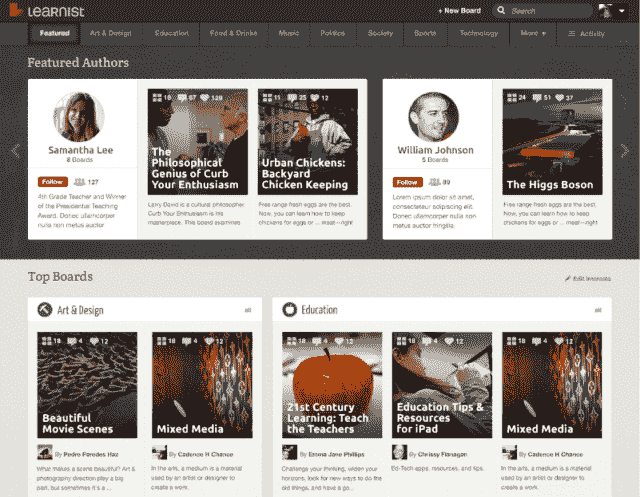 LEARNIST
+ New Board
Search
Featured
Art & Design
Education
Food & Drinks
Music
Politics
Society
Sports
Technology
More
Activity
Featured Authors
Samantha Lee
8 Boards
Follow
127
4th Grade Teacher and Winner
of the Presidential Teaching
Award. Donec ullamcorper
nulla non metus auctor
16 57 129
The
Philosophical
Genius of Curb
Your Enthusiasm
Larry David is a cultural philosopher
Curb Your Enthusiasm is his
masterpiece. This board examines
11 25 12
Urban Chickens:
Backyard
Chicken Keeping
Free range fresh eggs are the best.
Now, you can learn how to keep
chickens for eggs or ... meat—right
William Johnson
5 Boards
Follow
89
Lorem ipsum dolor sit amet,
consectetur adipiscing elit.
Donec ullamcorper nulla non
metus auctor fringilla.
24 51 37
The Higgs Boson
Free range fresh eggs are the best.
Now, you can learn how to keep
chickens for eggs or ... meat—right
Top Boards
Edit Interests
Art & Design
all
18 4 12
Beautiful
Movie Scenes
By Pedro Paredes Haz
What makes a scene beautiful? Art &
photography direction play a big
part, but sometimes it's a ...
18 4 12
Mixed Media
By Cadence H Chance
In the arts, a medium is a material
used by an artist or designer to
create a work.
Education
all
18 4 12
21st Century
Learning: Teach
the Teachers
By Emma Jane Phillips
Challenge your thinking, widen your
horizons, look for new ways to do the
old things, and have a go...
18 4 12
Education Tips &
Resources
for iPad
By Chrissy Flanagan
Ed-Tech apps, resources, and tips.
18 4 12
Mixed Media
By Cadence H Chance
In the arts, a medium is a material
used by an artist or designer to
create a work.